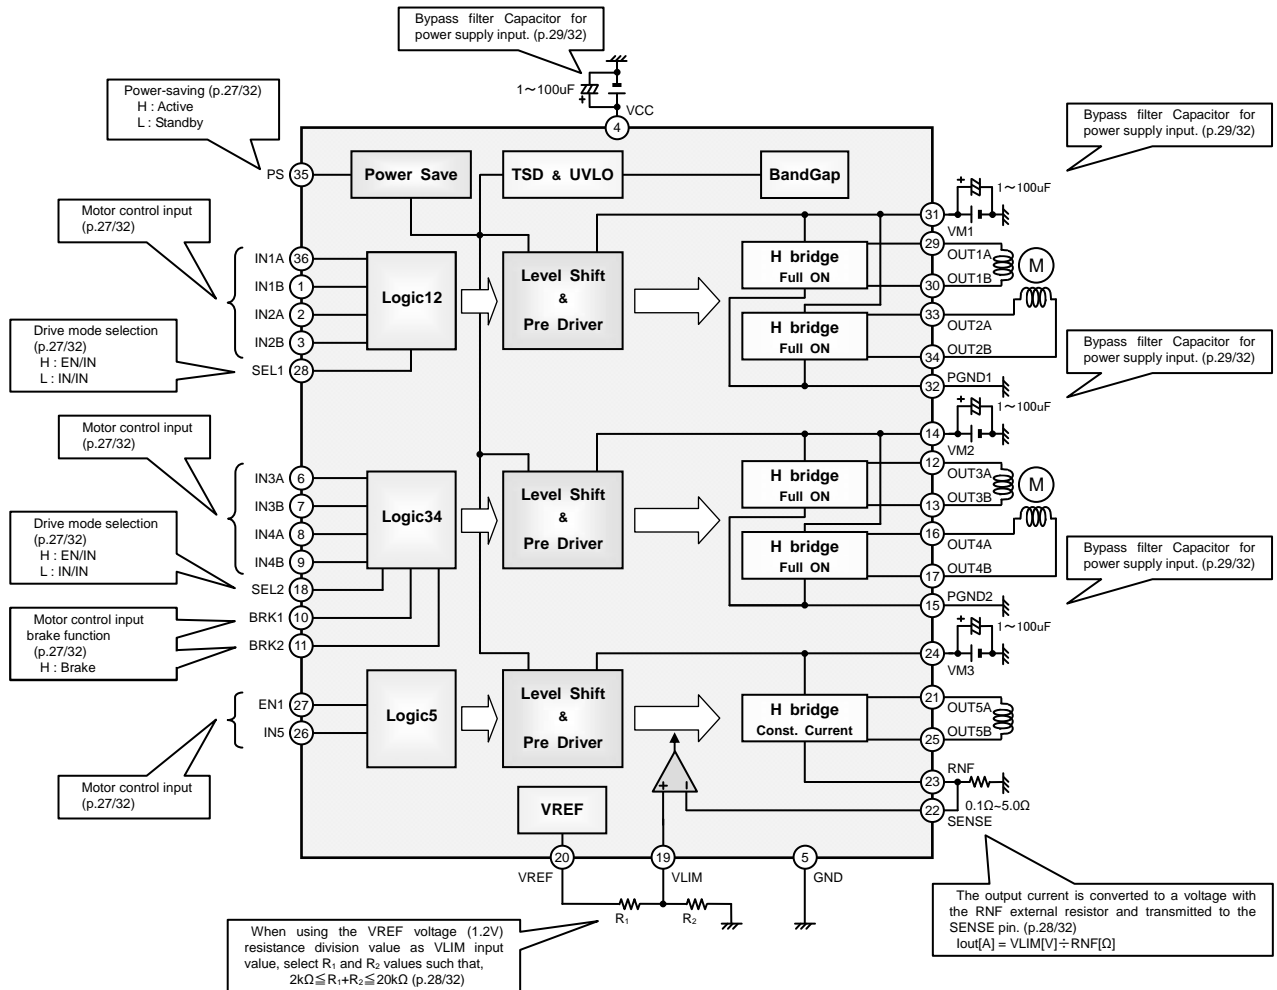 Bypass filter Capacitor for
power supply input. (p.29/32)
1～100uF
+
VCC
4
Power-saving (p.27/32)
H : Active
L : Standby
Bypass filter Capacitor for
power supply input. (p.29/32)
PS 35
Power Save
TSD & UVLO
BandGap
+
1～100uF
31
VM1
Motor control input
(p.27/32)
IN1A 36
IN1B 1
IN2A 2
IN2B 3
SEL1 28
Logic12
Level Shift
&
Pre Driver
H bridge
Full ON
H bridge
Full ON
29
OUT1A
OUT1B
30
M
33
OUT2A
OUT2B
34
32 PGND1
Drive mode selection
(p.27/32)
H : EN/IN
L : IN/IN
Bypass filter Capacitor for
power supply input. (p.29/32)
+
1～100uF
14
VM2
Motor control input
(p.27/32)
IN3A 6
IN3B 7
IN4A 8
IN4B 9
SEL2 18
BRK1 10
BRK2 11
Logic34
Level Shift
&
Pre Driver
H bridge
Full ON
H bridge
Full ON
12
OUT3A
OUT3B
13
M
16
OUT4A
OUT4B
17
15 PGND2
Drive mode selection
(p.27/32)
H : EN/IN
L : IN/IN
Bypass filter Capacitor for
power supply input. (p.29/32)
Motor control input
brake function
(p.27/32)
H : Brake
+
1～100uF
24
VM3
EN1 27
IN5 26
Logic5
Level Shift
&
Pre Driver
H bridge
Const. Current
21
OUT5A
OUT5B
25
Motor control input
(p.27/32)
RNF
23
0.1Ω~5.0Ω
22
SENSE
+ −
VREF
20
VREF
19
VLIM
5
GND
R1
R2
When using the VREF voltage (1.2V)
resistance division value as VLIM input
value, select R1 and R2 values such that,
2kΩ≦R1+R2≦20kΩ (p.28/32)
The output current is converted to a voltage with
the RNF external resistor and transmitted to the
SENSE pin. (p.28/32)
Iout[A] = VLIM[V]÷RNF[Ω]